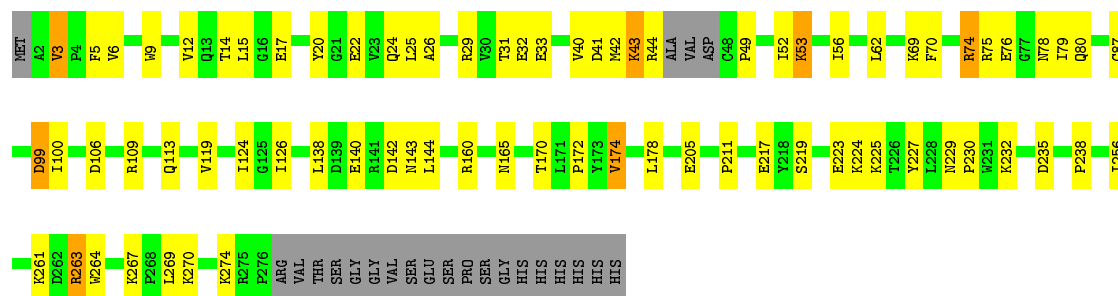 MET A2 V3 P4 F5 V6 W9 V12 Q13 T14 L15 G16 E17 Y20 G21 E22 V23 Q24 L25 A26 R29 V30 T31 E32 E33 V40 D41 M42 K43 R44 ALA VAL ASP C48 P49 I52 K53 I56 L62 K69 F70 R74 R75 E76 G77 N78 I79 Q80 C87
D99 I100 D106 R109 Q113 V119 I124 G125 I126 L138 D139 E140 R141 D142 N143 L144 R160 N165 T170 L171 P172 Y173 V174 L178 E205 P211 E217 Y218 S219 E223 K224 K225 T226 Y227 L228 N229 P230 W231 K232 D235 P238 I256
K261 D262 R263 W264 K267 P268 L269 K270 K274 R275 P276 ARG VAL THR SER GLY GLY VAL SER GLU SER PRO SER GLY HIS HIS HIS HIS HIS HIS